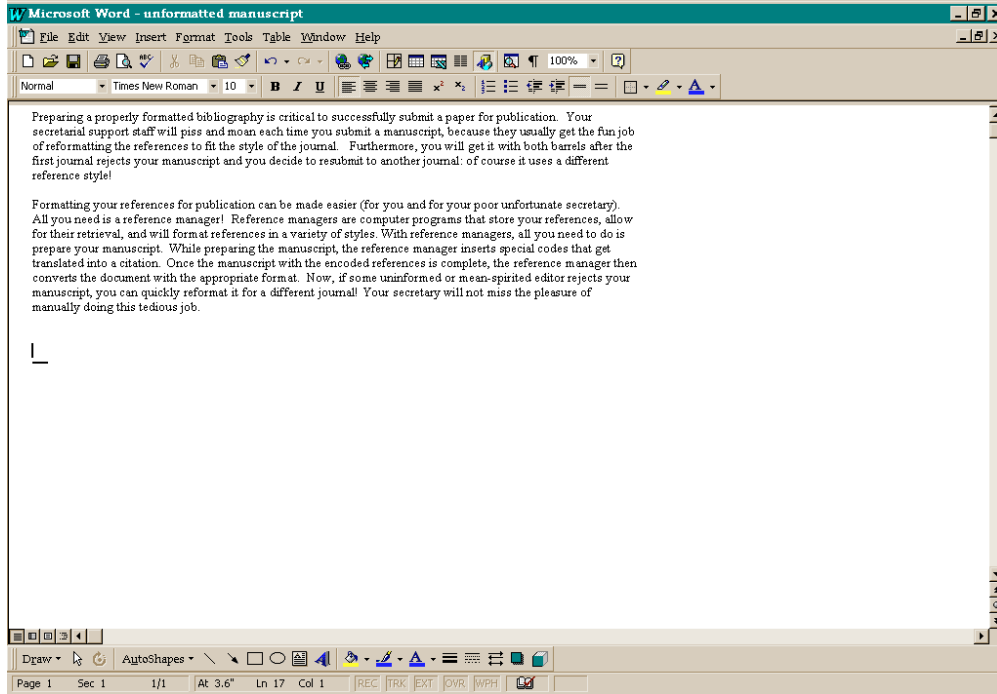 Microsoft Word - unformatted manuscript
File Edit View Insert Format Tools Table Window Help
100%
Normal Times New Roman 10 B I U x² x₂ A
Preparing a properly formatted bibliography is critical to successfully submit a paper for publication.  Your
secretarial support staff will piss and moan each time you submit a manuscript, because they usually get the fun job
of reformatting the references to fit the style of the journal.   Furthermore, you will get it with both barrels after the
first journal rejects your manuscript and you decide to resubmit to another journal: of course it uses a different
reference style!
Formatting your references for publication can be made easier (for you and for your poor unfortunate secretary).
All you need is a reference manager!  Reference managers are computer programs that store your references, allow
for their retrieval, and will format references in a variety of styles. With reference managers, all you need to do is
prepare your manuscript.  While preparing the manuscript, the reference manager inserts special codes that get
translated into a citation. Once the manuscript with the encoded references is complete, the reference manager then
converts the document with the appropriate format.  Now, if some uninformed or mean-spirited editor rejects your
manuscript, you can quickly reformat it for a different journal!  Your secretary will not miss the pleasure of
manually doing this tedious job.
Draw AutoShapes A A
Page 1 Sec 1 1/1 At 3.6" Ln 17 Col 1 REC TRK EXT OVR WPH